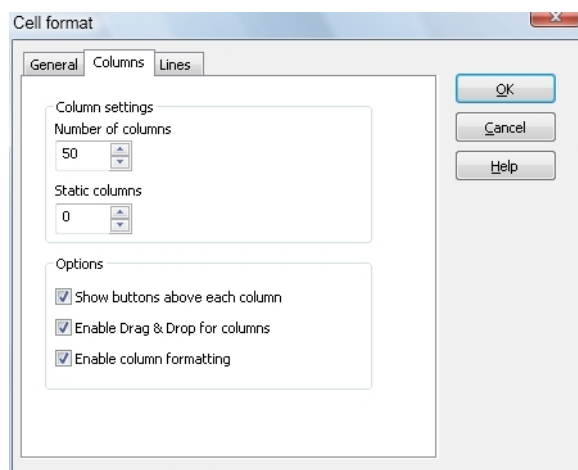 Cell format
General Columns Lines
Column settings
Number of columns
50
Static columns
0
Options
Show buttons above each column
Enable Drag & Drop for columns
Enable column formatting
OK
Cancel
Help